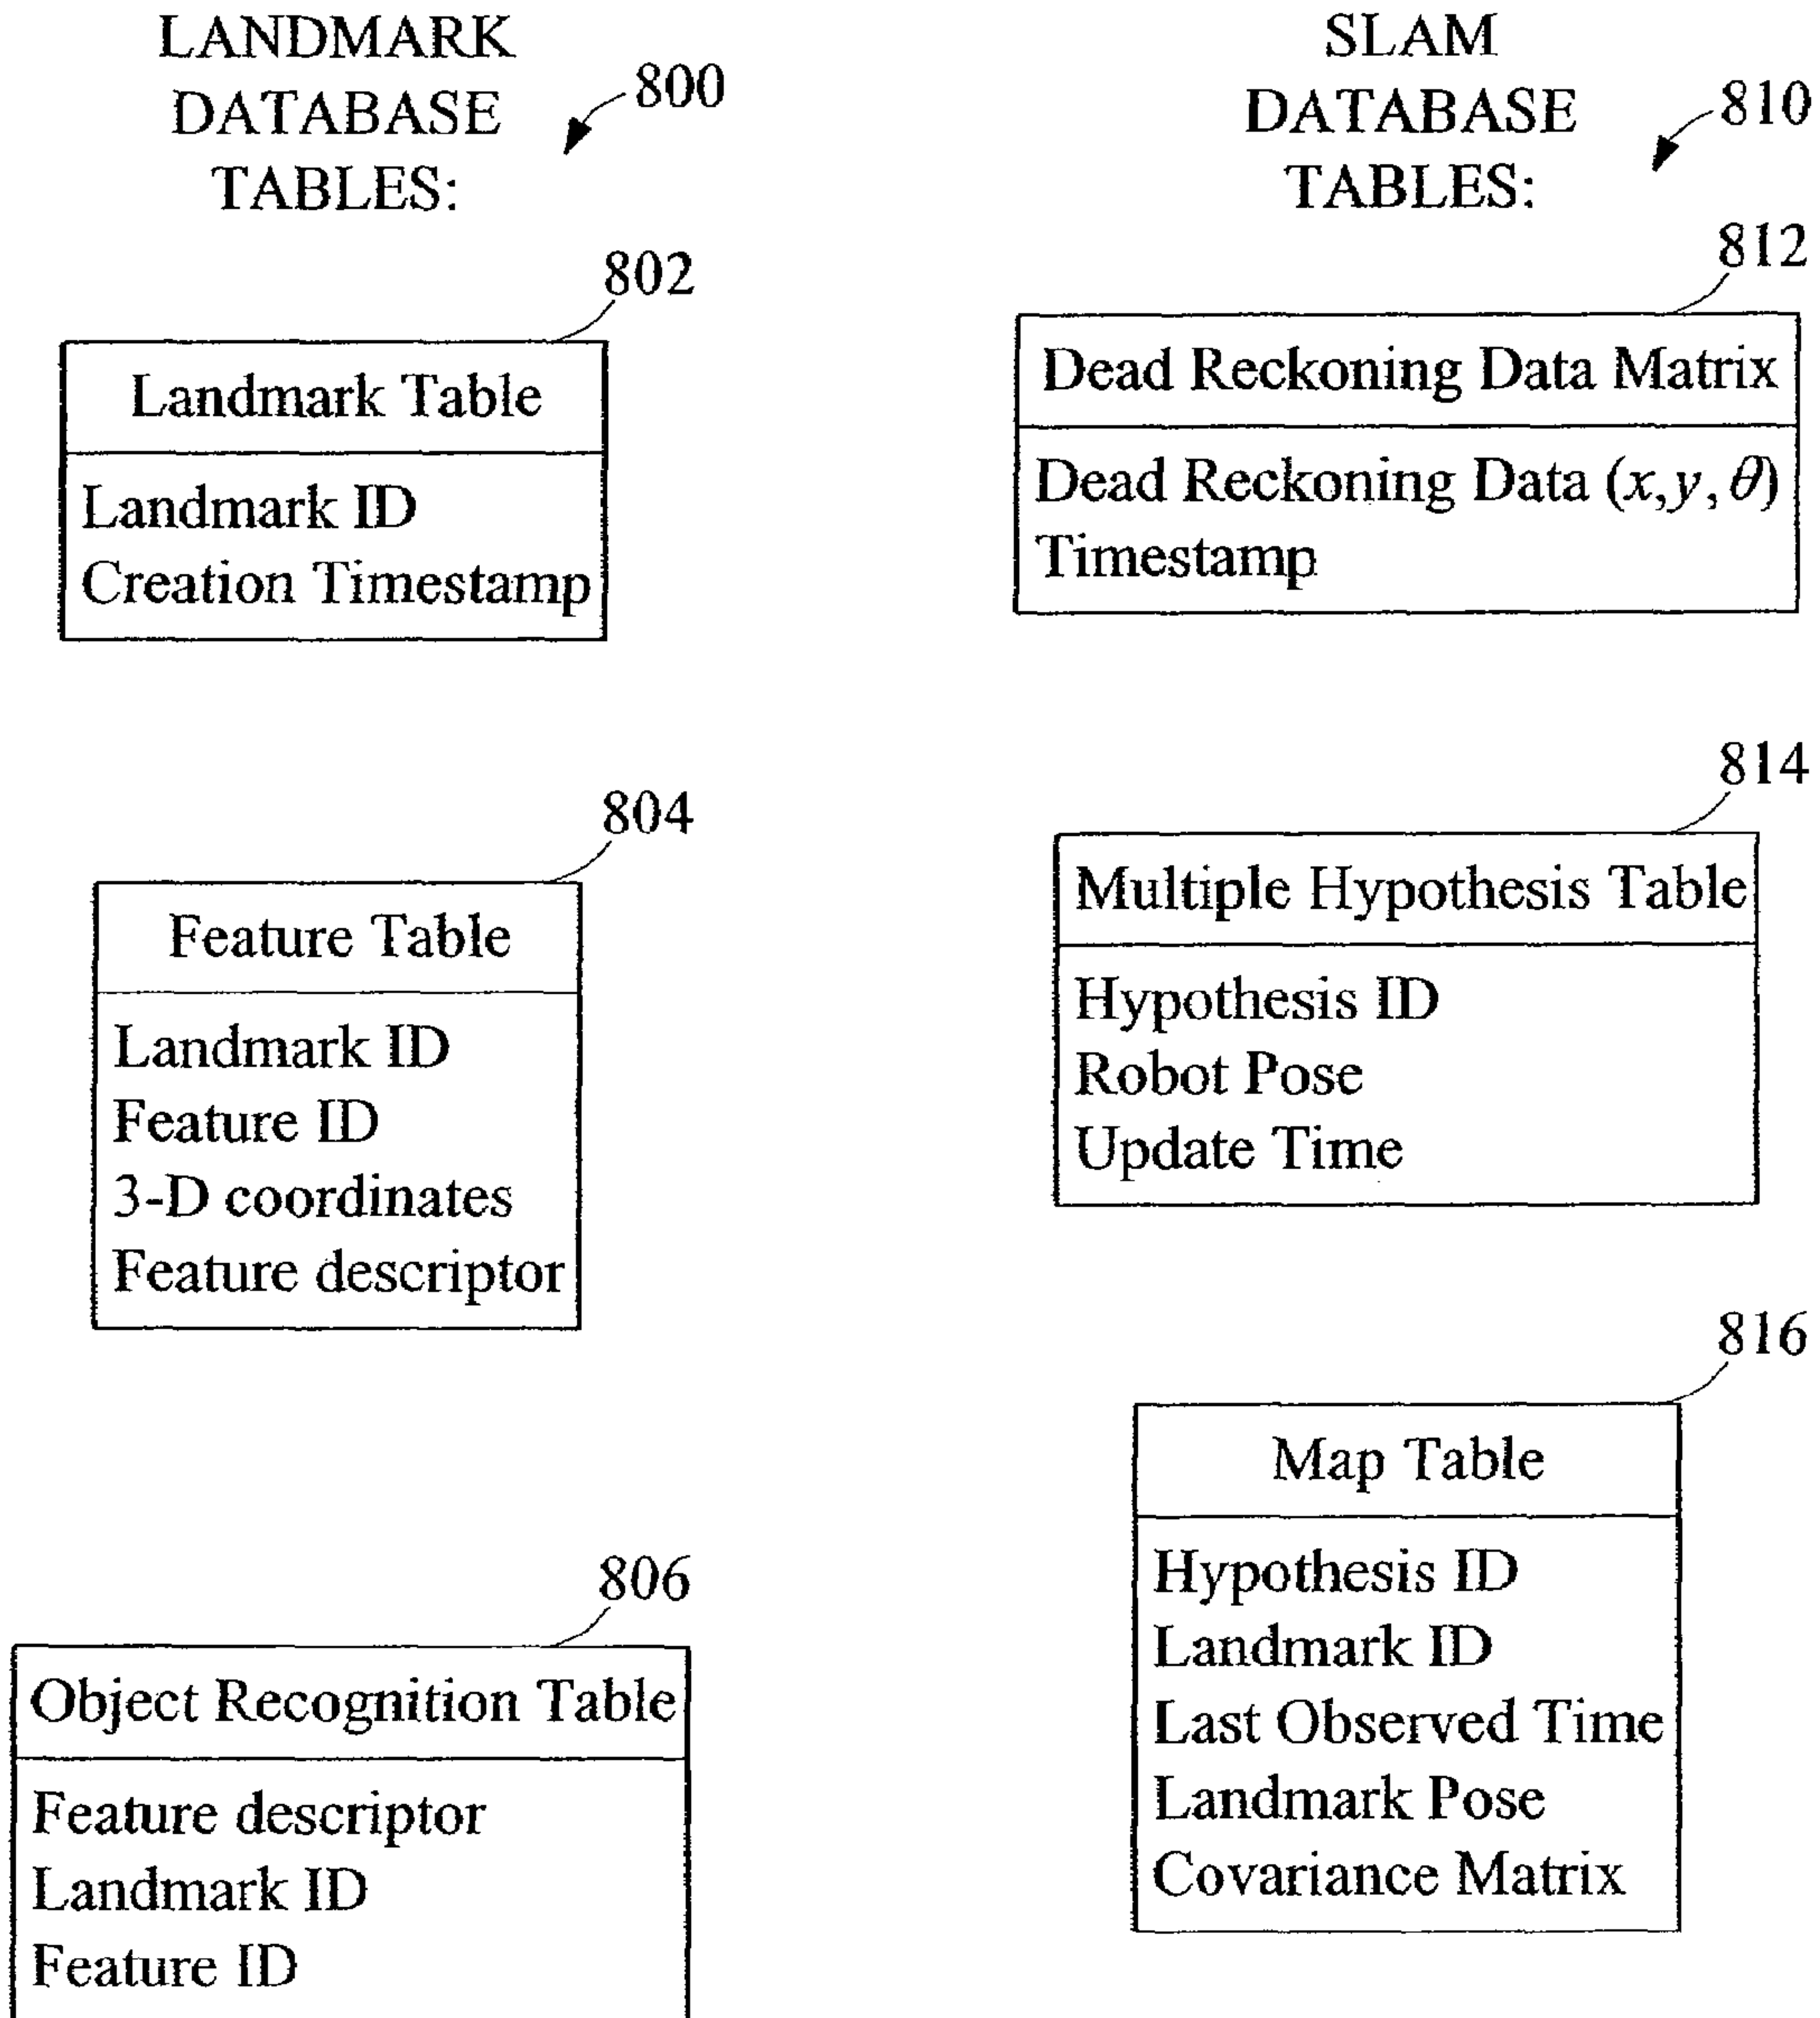 LANDMARK
DATABASE
TABLES:
800
802
Landmark Table
Landmark ID
Creation Timestamp
804
Feature Table
Landmark ID
Feature ID
3-D coordinates
Feature descriptor
806
Object Recognition Table
Feature descriptor
Landmark ID
Feature ID
SLAM
DATABASE
TABLES:
810
812
Dead Reckoning Data Matrix
Dead Reckoning Data (x,y,θ)
Timestamp
814
Multiple Hypothesis Table
Hypothesis ID
Robot Pose
Update Time
816
Map Table
Hypothesis ID
Landmark ID
Last Observed Time
Landmark Pose
Covariance Matrix